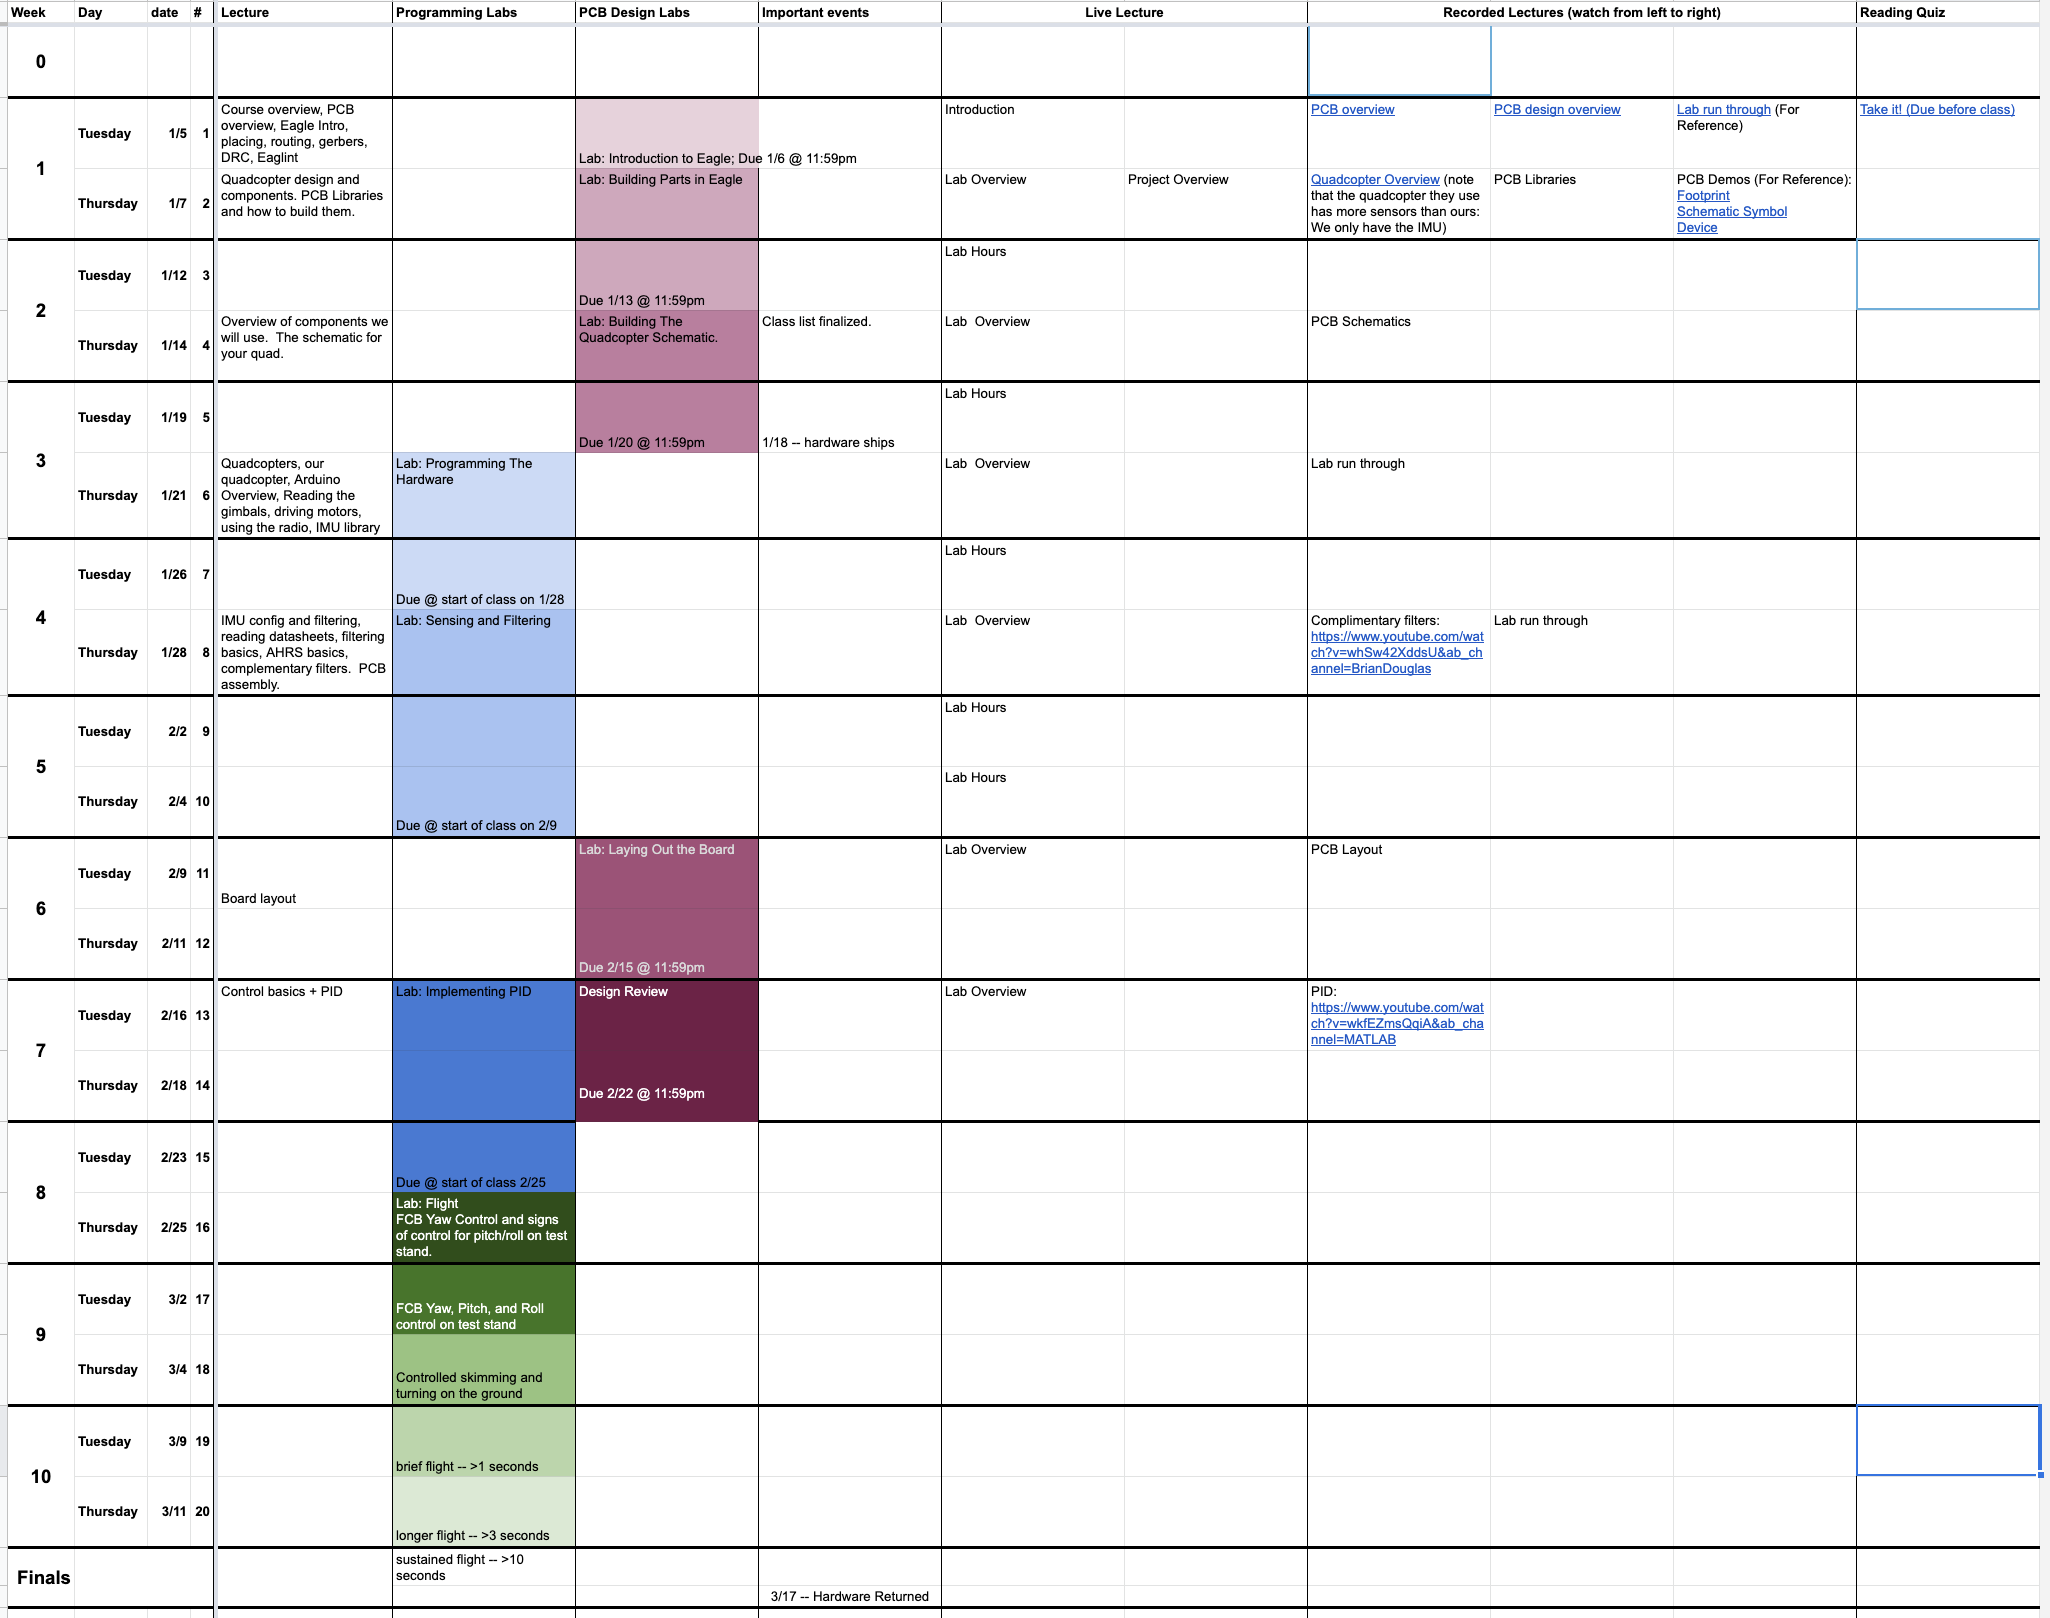 Week Day date # Lecture Programming Labs PCB Design Labs Important events Live Lecture Recorded Lectures (watch from left to right) Reading Quiz
0
1
Tuesday 1/5 1
Course overview, PCB
overview, Eagle Intro,
placing, routing, gerbers,
DRC, Eaglint
Lab: Introduction to Eagle; Due 1/6 @ 11:59pm
Introduction
PCB overview
PCB design overview
Lab run through (For
Reference)
Take it! (Due before class)
Thursday 1/7 2
Quadcopter design and
components. PCB Libraries
and how to build them.
Lab: Building Parts in Eagle
Lab Overview
Project Overview
Quadcopter Overview (note
that the quadcopter they use
has more sensors than ours:
We only have the IMU)
PCB Libraries
PCB Demos (For Reference):
Footprint
Schematic Symbol
Device
2
Tuesday 1/12 3
Due 1/13 @ 11:59pm
Lab Hours
Thursday 1/14 4
Overview of components we
will use.  The schematic for
your quad.
Lab: Building The
Quadcopter Schematic.
Class list finalized.
Lab  Overview
PCB Schematics
3
Tuesday 1/19 5
Due 1/20 @ 11:59pm
1/18 -- hardware ships
Lab Hours
Thursday 1/21 6
Quadcopters, our
quadcopter, Arduino
Overview, Reading the
gimbals, driving motors,
using the radio, IMU library
Lab: Programming The
Hardware
Lab  Overview
Lab run through
4
Tuesday 1/26 7
Due @ start of class on 1/28
Lab Hours
Thursday 1/28 8
IMU config and filtering,
reading datasheets, filtering
basics, AHRS basics,
complementary filters.  PCB
assembly.
Lab: Sensing and Filtering
Lab  Overview
Complimentary filters:
https://www.youtube.com/wat
ch?v=whSw42XddsU&ab_ch
annel=BrianDouglas
Lab run through
5
Tuesday 2/2 9
Lab Hours
Thursday 2/4 10
Due @ start of class on 2/9
Lab Hours
6
Tuesday 2/9 11
Board layout
Lab: Laying Out the Board
Lab Overview
PCB Layout
Thursday 2/11 12
Due 2/15 @ 11:59pm
7
Tuesday 2/16 13
Control basics + PID
Lab: Implementing PID
Design Review
Lab Overview
PID:
https://www.youtube.com/wat
ch?v=wkfEZmsQqiA&ab_cha
nnel=MATLAB
Thursday 2/18 14
Due 2/22 @ 11:59pm
8
Tuesday 2/23 15
Due @ start of class 2/25
Thursday 2/25 16
Lab: Flight
FCB Yaw Control and signs
of control for pitch/roll on test
stand.
9
Tuesday 3/2 17
FCB Yaw, Pitch, and Roll
control on test stand
Thursday 3/4 18
Controlled skimming and
turning on the ground
10
Tuesday 3/9 19
brief flight -- >1 seconds
Thursday 3/11 20
longer flight -- >3 seconds
Finals
sustained flight -- >10
seconds
3/17 -- Hardware Returned